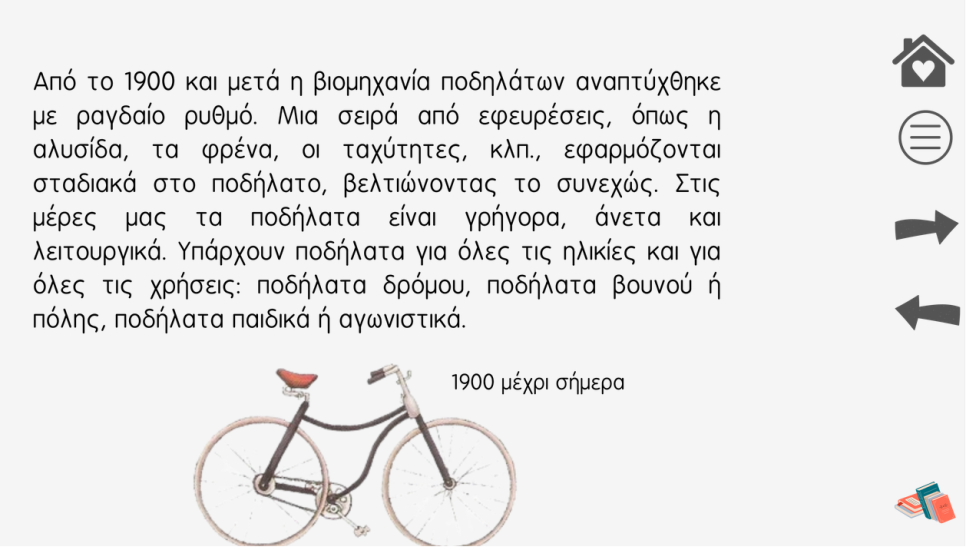 Από το 1900 και μετά η βιομηχανία ποδηλάτων αναπτύχθηκε
με ραγδαίο ρυθμό. Μια σειρά από εφευρέσεις, όπως η
αλυσίδα, τα φρένα, οι ταχύτητες, κλπ., εφαρμόζονται
σταδιακά στο ποδήλατο, βελτιώνοντας το συνεχώς. Στις
μέρες μας τα ποδήλατα είναι γρήγορα, άνετα και
λειτουργικά. Υπάρχουν ποδήλατα για όλες τις ηλικίες και για
όλες τις χρήσεις: ποδήλατα δρόμου, ποδήλατα βουνού ή
πόλης, ποδήλατα παιδικά ή αγωνιστικά.
1900 μέχρι σήμερα